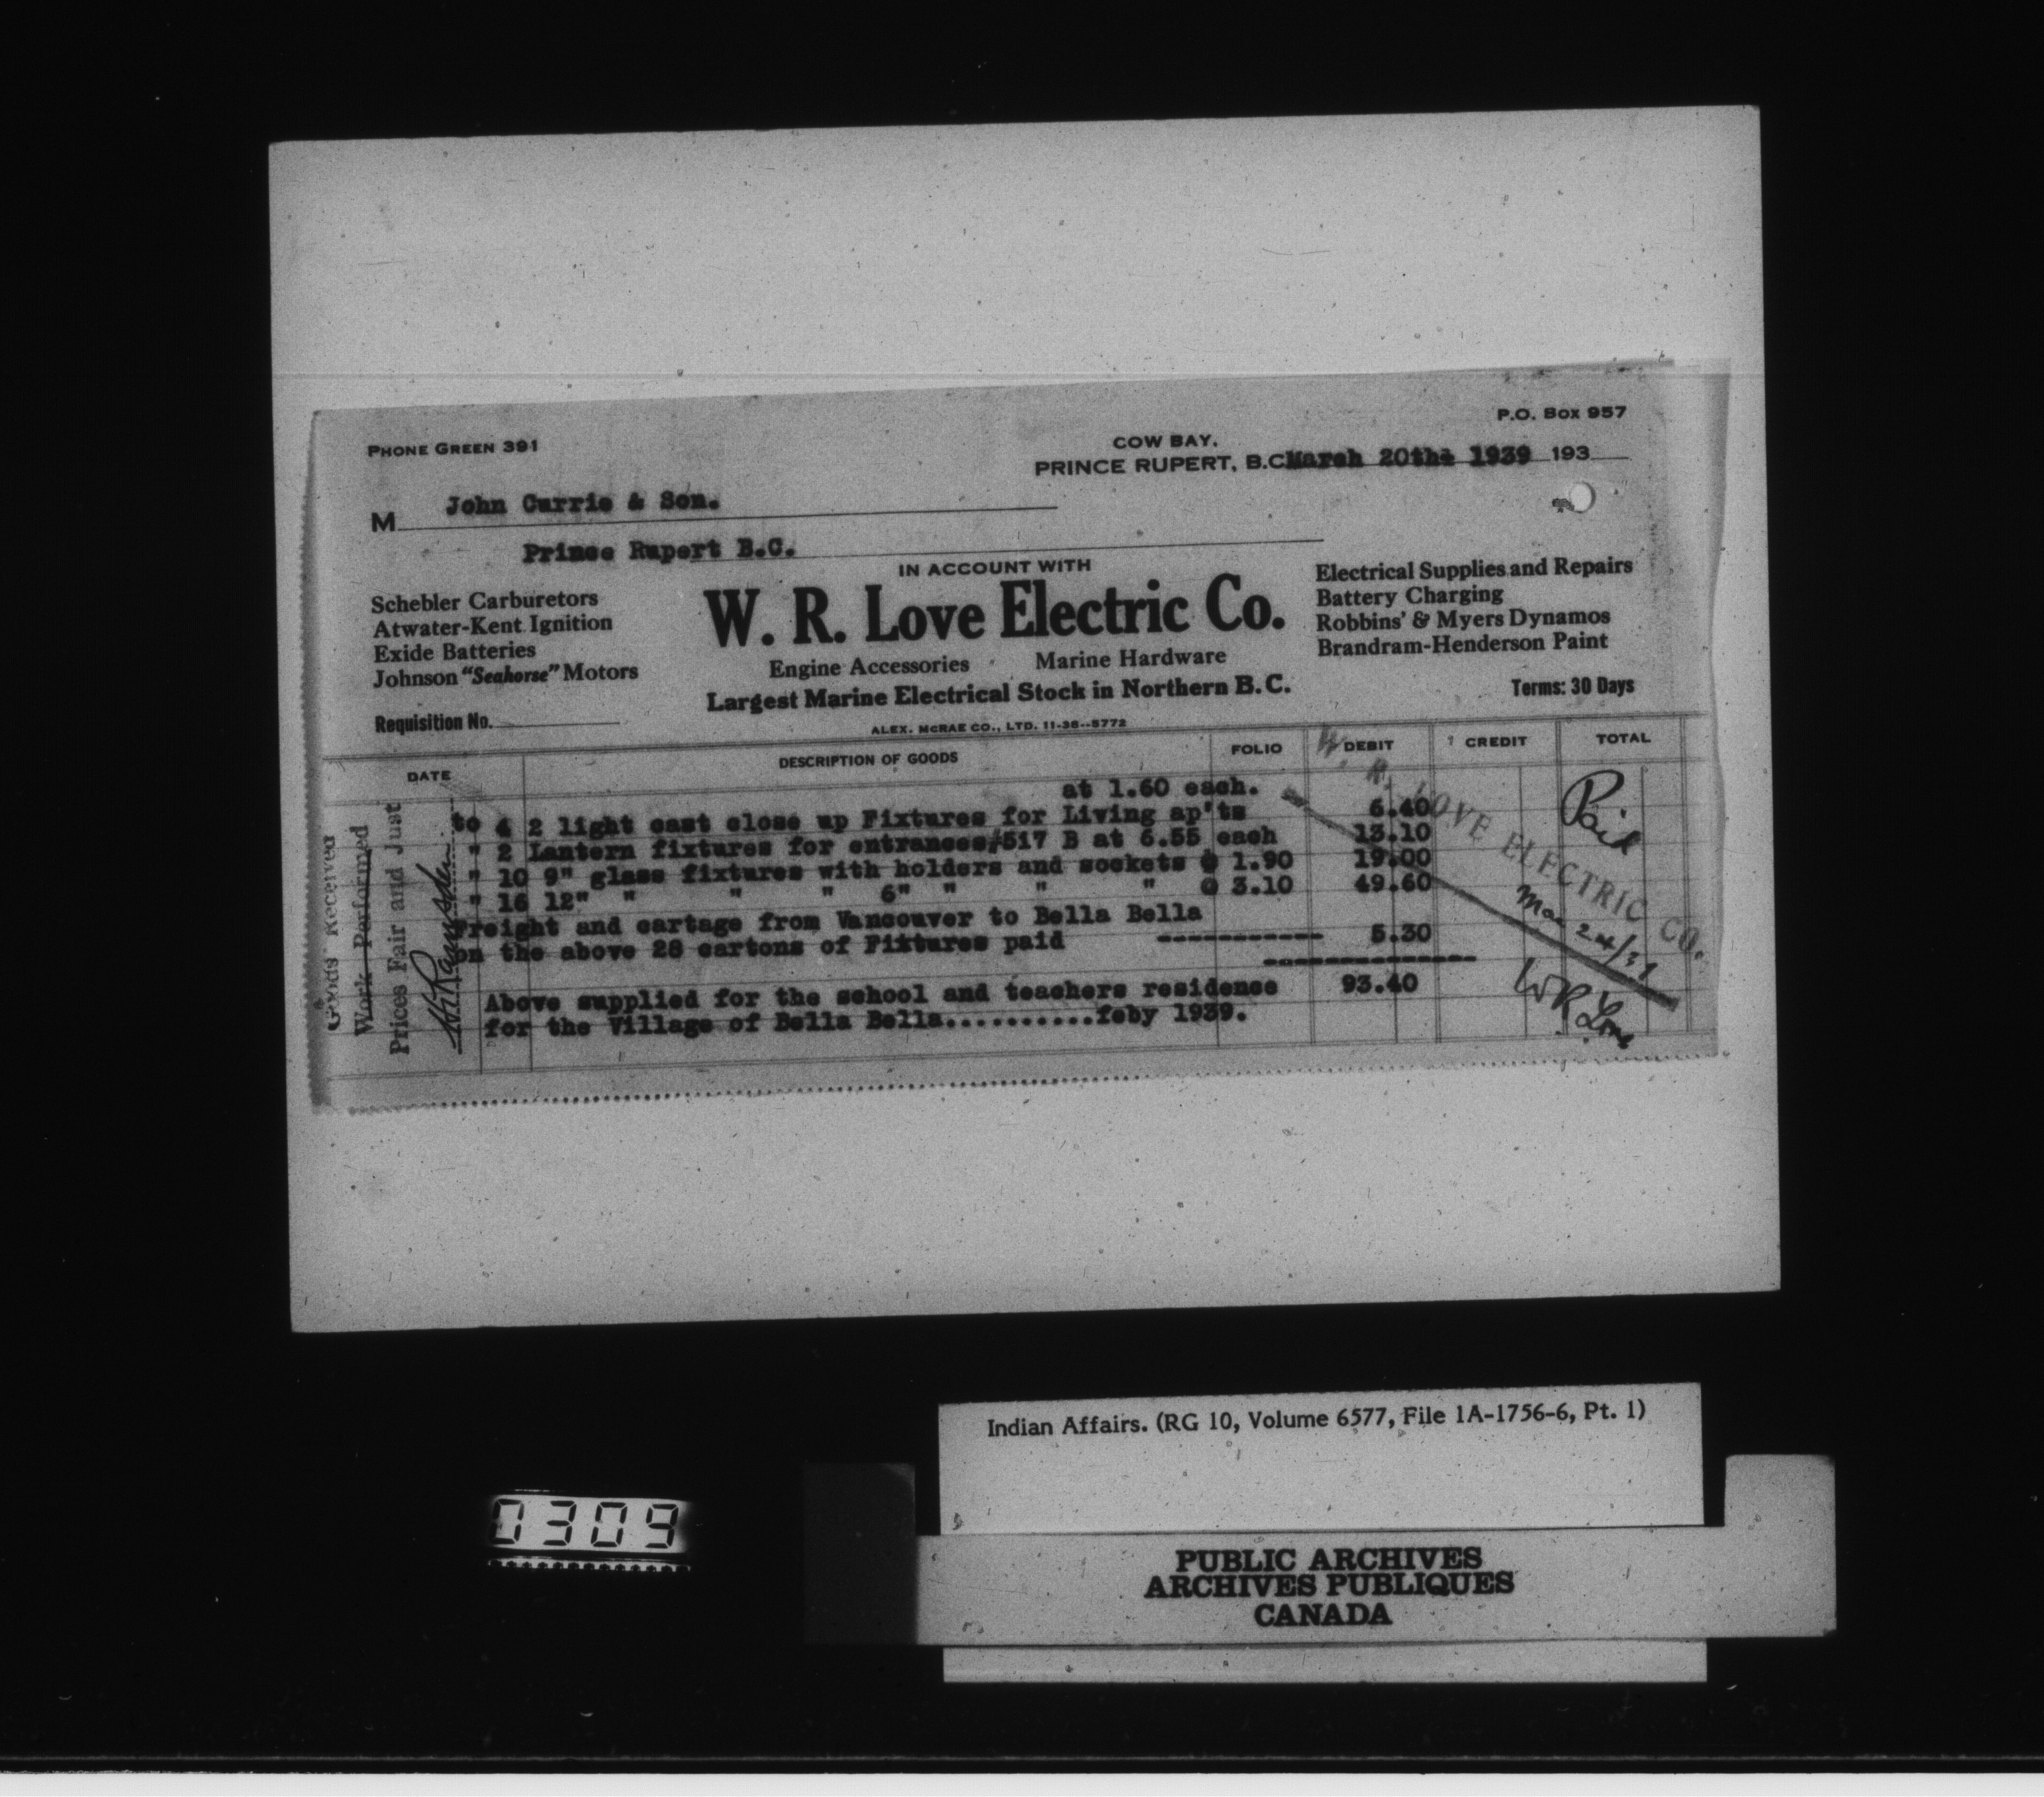 PHONE GREEN 391
P.O. Box 957
COW BAY,
PRINCE RUPERT, B.C. March 20th 1939 193
M John Currie & Son.
Prince Rupert B.C.
IN ACCOUNT WITH
W. R. Love Electric Co.
Schebler Carburetors
Atwater-Kent Ignition
Exide Batteries
Johnson "Seahorse" Motors
Engine Accessories Marine Hardware
Largest Marine Electrical Stock in Northern B.C.
Electrical Supplies and Repairs
Battery Charging
Robbins' & Myers Dynamos
Brandram-Henderson Paint
Requisition No.
Terms: 30 Days
ALEX. McRAE CO., LTD. 11-38--5772
DATE DESCRIPTION OF GOODS FOLIO DEBIT CREDIT TOTAL
at 1.60 each.
to 4 2 light cast close up Fixtures for Living ap'ts 6.40
" 2 Lantern fixtures for entrances #517 B at 6.55 each 13.10
" 10 9" glass fixtures with holders and sockets @ 1.90 19.00
" 16 12" " " " 6" " " " @ 3.10 49.60
Freight and cartage from Vancouver to Bella Bella
on the above 28 cartons of Fixtures paid ------------ 5.30
----------------
Above supplied for the school and teachers residence 93.40
for the Village of Bella Bella...........feby 1939.
Goods Received
Work Performed
Prices Fair and Just
W. R. LOVE ELECTRIC CO.
Paid
Mar 24/39
WR Love
Indian Affairs. (RG 10, Volume 6577, File 1A-1756-6, Pt. 1)
0309
PUBLIC ARCHIVES
ARCHIVES PUBLIQUES
CANADA